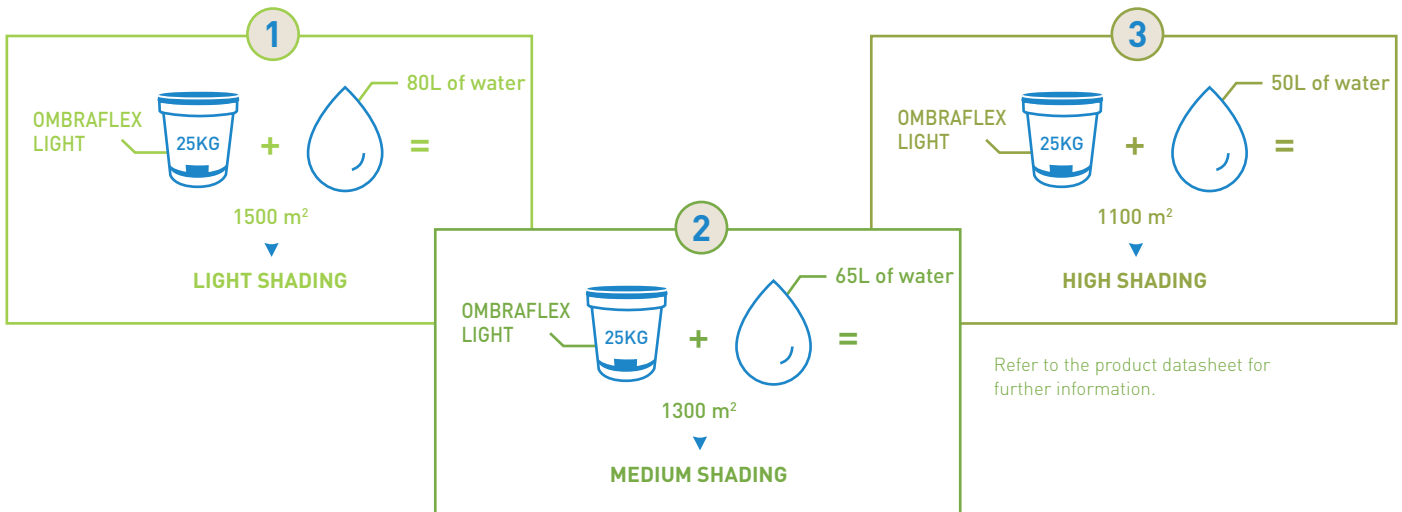 1
80L of water
OMBRAFLEX
LIGHT
25KG
+
=
1500 m²
LIGHT SHADING
2
65L of water
OMBRAFLEX
LIGHT
25KG
+
=
1300 m²
MEDIUM SHADING
3
50L of water
OMBRAFLEX
LIGHT
25KG
+
=
1100 m²
HIGH SHADING
Refer to the product datasheet for
further information.